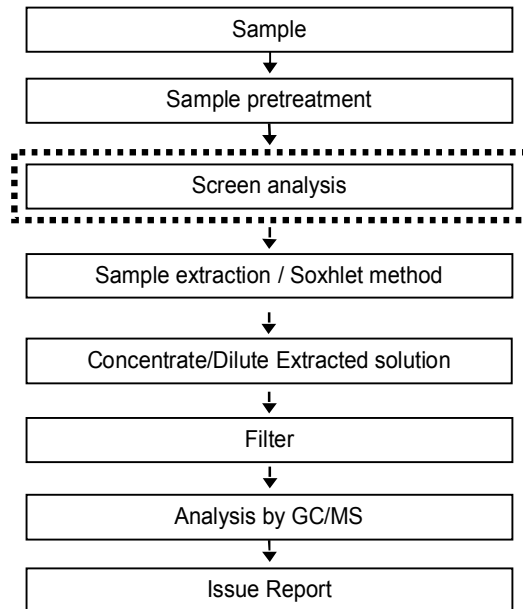 Sample
Sample pretreatment
Screen analysis
Sample extraction / Soxhlet method
Concentrate/Dilute Extracted solution
Filter
Analysis by GC/MS
Issue Report